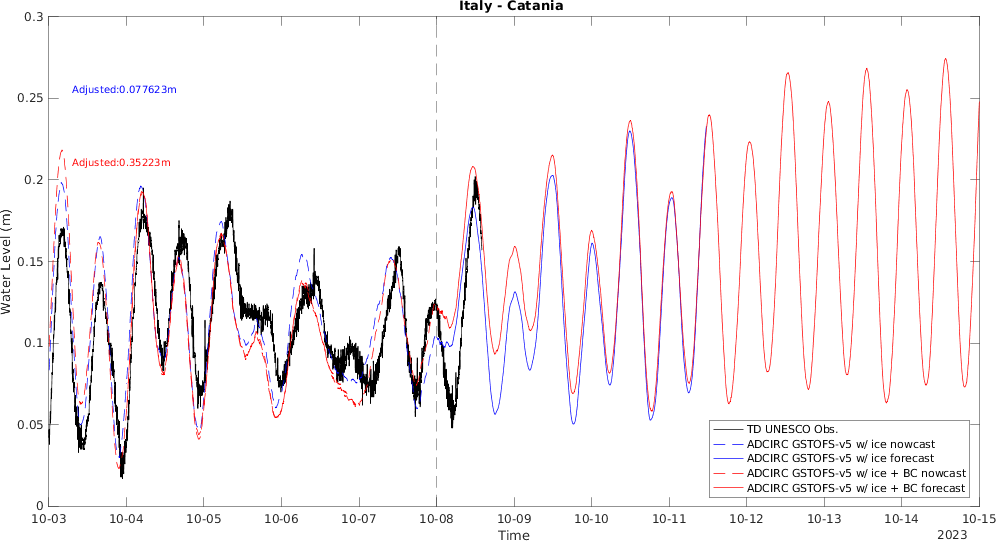 Italy - Catania
0.3
0.25
0.2
0.15
0.1
0.05
0
Water Level (m)
Adjusted:0.077623m
Adjusted:0.35223m
TD UNESCO Obs.
ADCIRC GSTOFS-v5 w/ ice nowcast
ADCIRC GSTOFS-v5 w/ ice forecast
ADCIRC GSTOFS-v5 w/ ice + BC nowcast
ADCIRC GSTOFS-v5 w/ ice + BC forecast
10-03 10-04 10-05 10-06 10-07 10-08 10-09 10-10 10-11 10-12 10-13 10-14 10-15
Time
2023